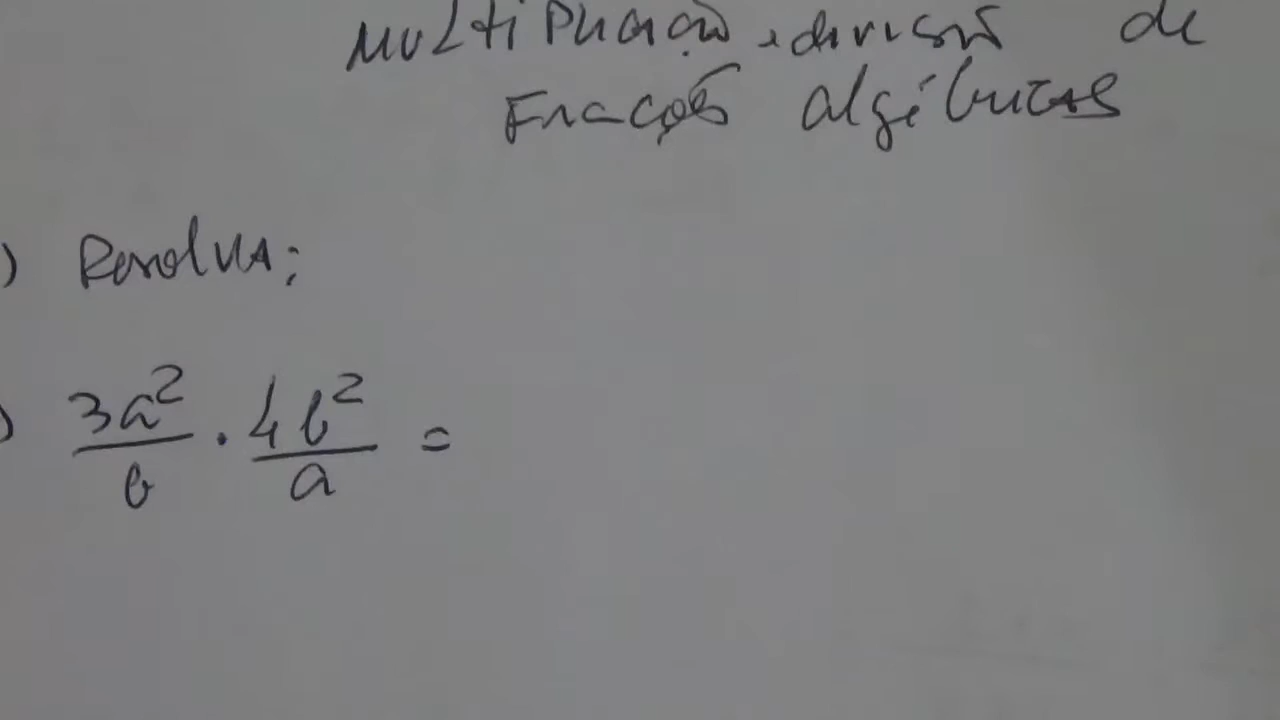 Multiplicação e divisão de
Frações algébricas
) Resolva:
) 3a²/b · 4b²/a =